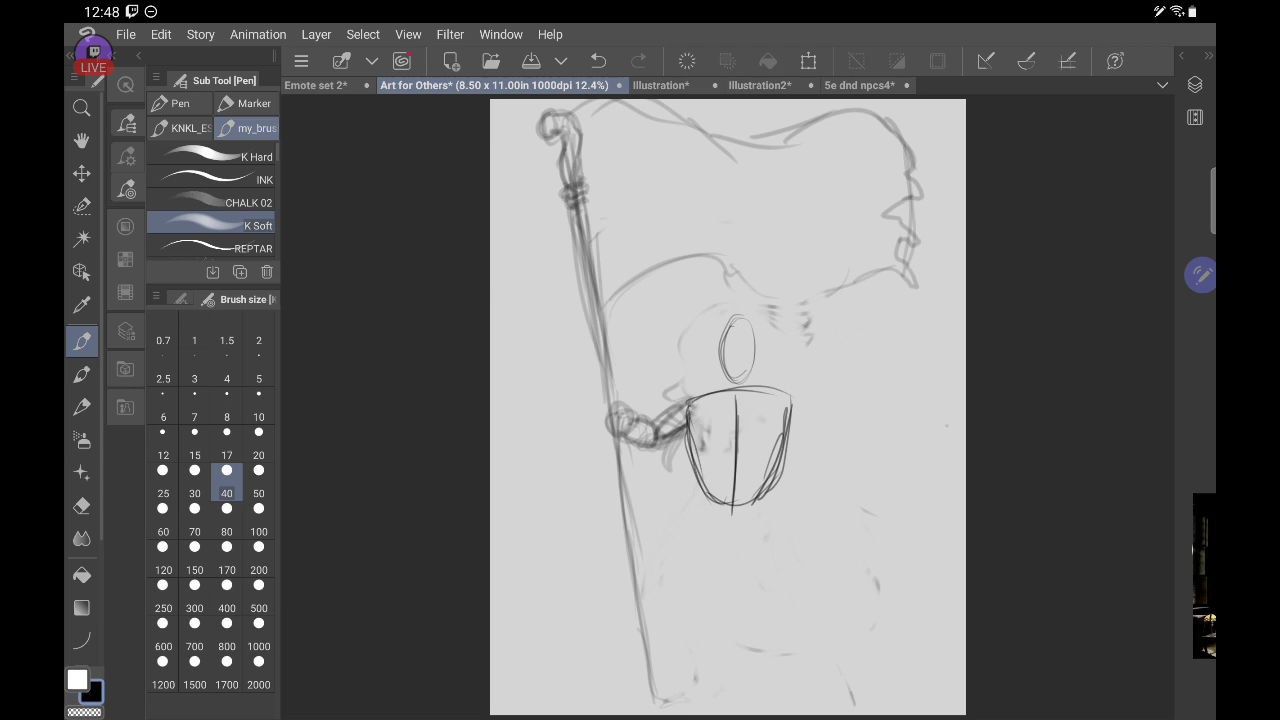 12:48
File Edit Story Animation Layer Select View Filter Window Help
LIVE
Sub Tool [Pen]
Emote set 2* Art for Others* (8.50 x 11.00in 1000dpi 12.4%) Illustration* Illustration2* 5e dnd npcs4*
Pen Marker
KNKL_ES my_brus
K Hard
INK
CHALK 02
K Soft
REPTAR
Brush size [K
0.7 1 1.5 2
2.5 3 4 5
6 7 8 10
12 15 17 20
25 30 40 50
60 70 80 100
120 150 170 200
250 300 400 500
600 700 800 1000
1200 1500 1700 2000